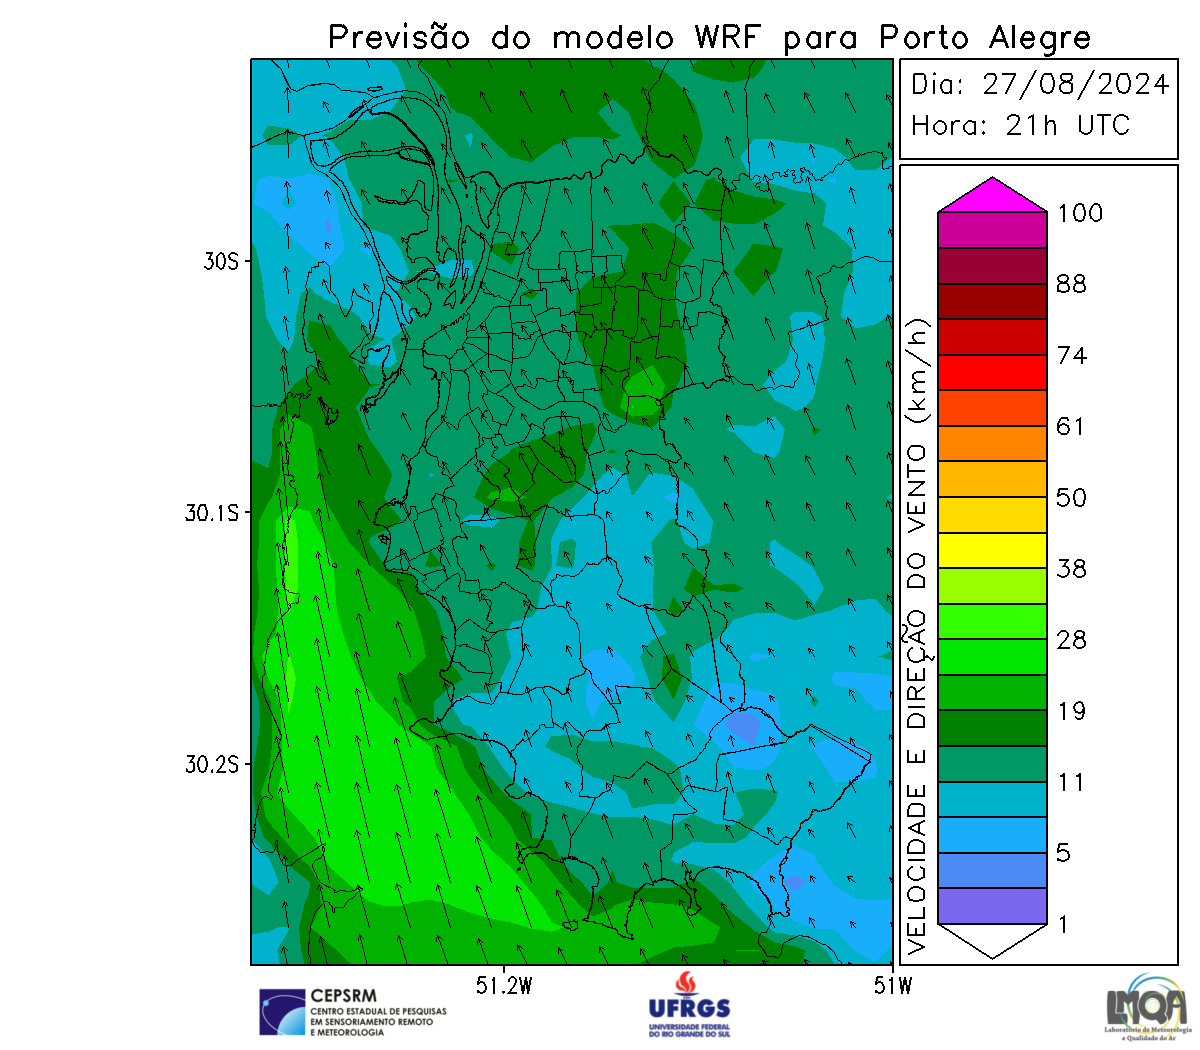 Previsão do modelo WRF para Porto Alegre
Dia: 27/08/2024
Hora: 21h UTC
100
88
74
61
50
38
28
19
11
5
1
VELOCIDADE E DIREÇÃO DO VENTO (km/h)
30S
30.1S
30.2S
51.2W
51W
CEPSRM
CENTRO ESTADUAL DE PESQUISAS
EM SENSORIAMENTO REMOTO
E METEOROLOGIA
UFRGS
UNIVERSIDADE FEDERAL
DO RIO GRANDE DO SUL
LMQA
Laboratório de Meteorologia
e Qualidade do Ar